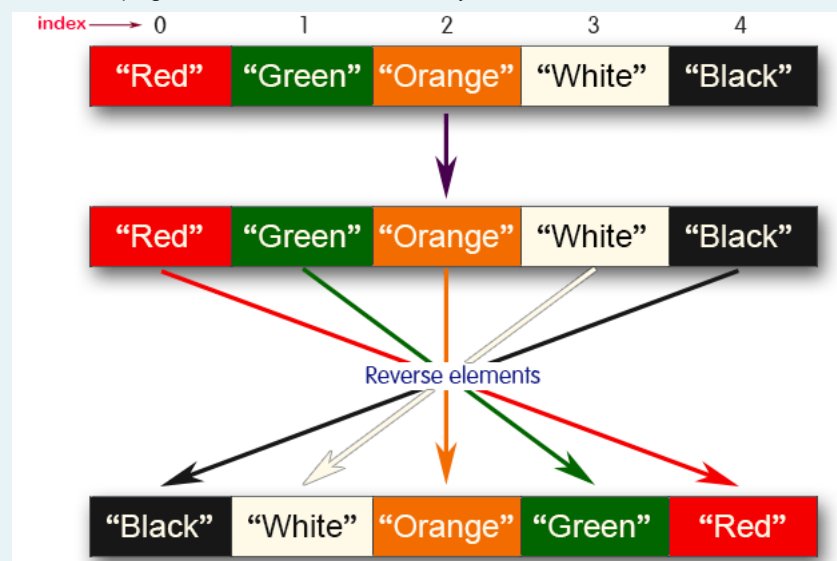 index 0 1 2 3 4
“Red” “Green” “Orange” “White” “Black”
“Red” “Green” “Orange” “White” “Black”
Reverse elements
“Black” “White” “Orange” “Green” “Red”